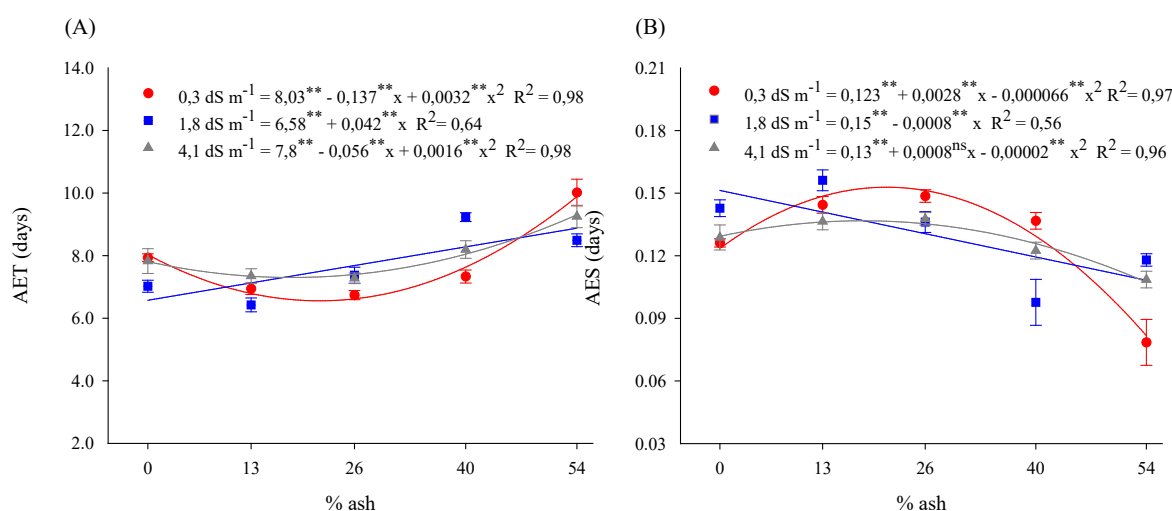 (A)
14.0
12.0
10.0
8.0
6.0
4.0
2.0
AET (days)
0,3 dS m-1 = 8,03** - 0,137**x + 0,0032**x2 R2 = 0,98
1,8 dS m-1 = 6,58** + 0,042**x R2= 0,64
4,1 dS m-1 = 7,8** - 0,056**x + 0,0016**x2 R2= 0,98
0 13 26 40 54
% ash
(B)
0.21
0.18
0.15
0.12
0.09
0.06
0.03
AES (days)
0,3 dS m-1 = 0,123** + 0,0028**x - 0,000066**x2 R2= 0,97
1,8 dS m-1 = 0,15** - 0,0008** x R2 = 0,56
4,1 dS m-1 = 0,13** + 0,0008nsx - 0,00002** x2 R2 = 0,96
0 13 26 40 54
% ash